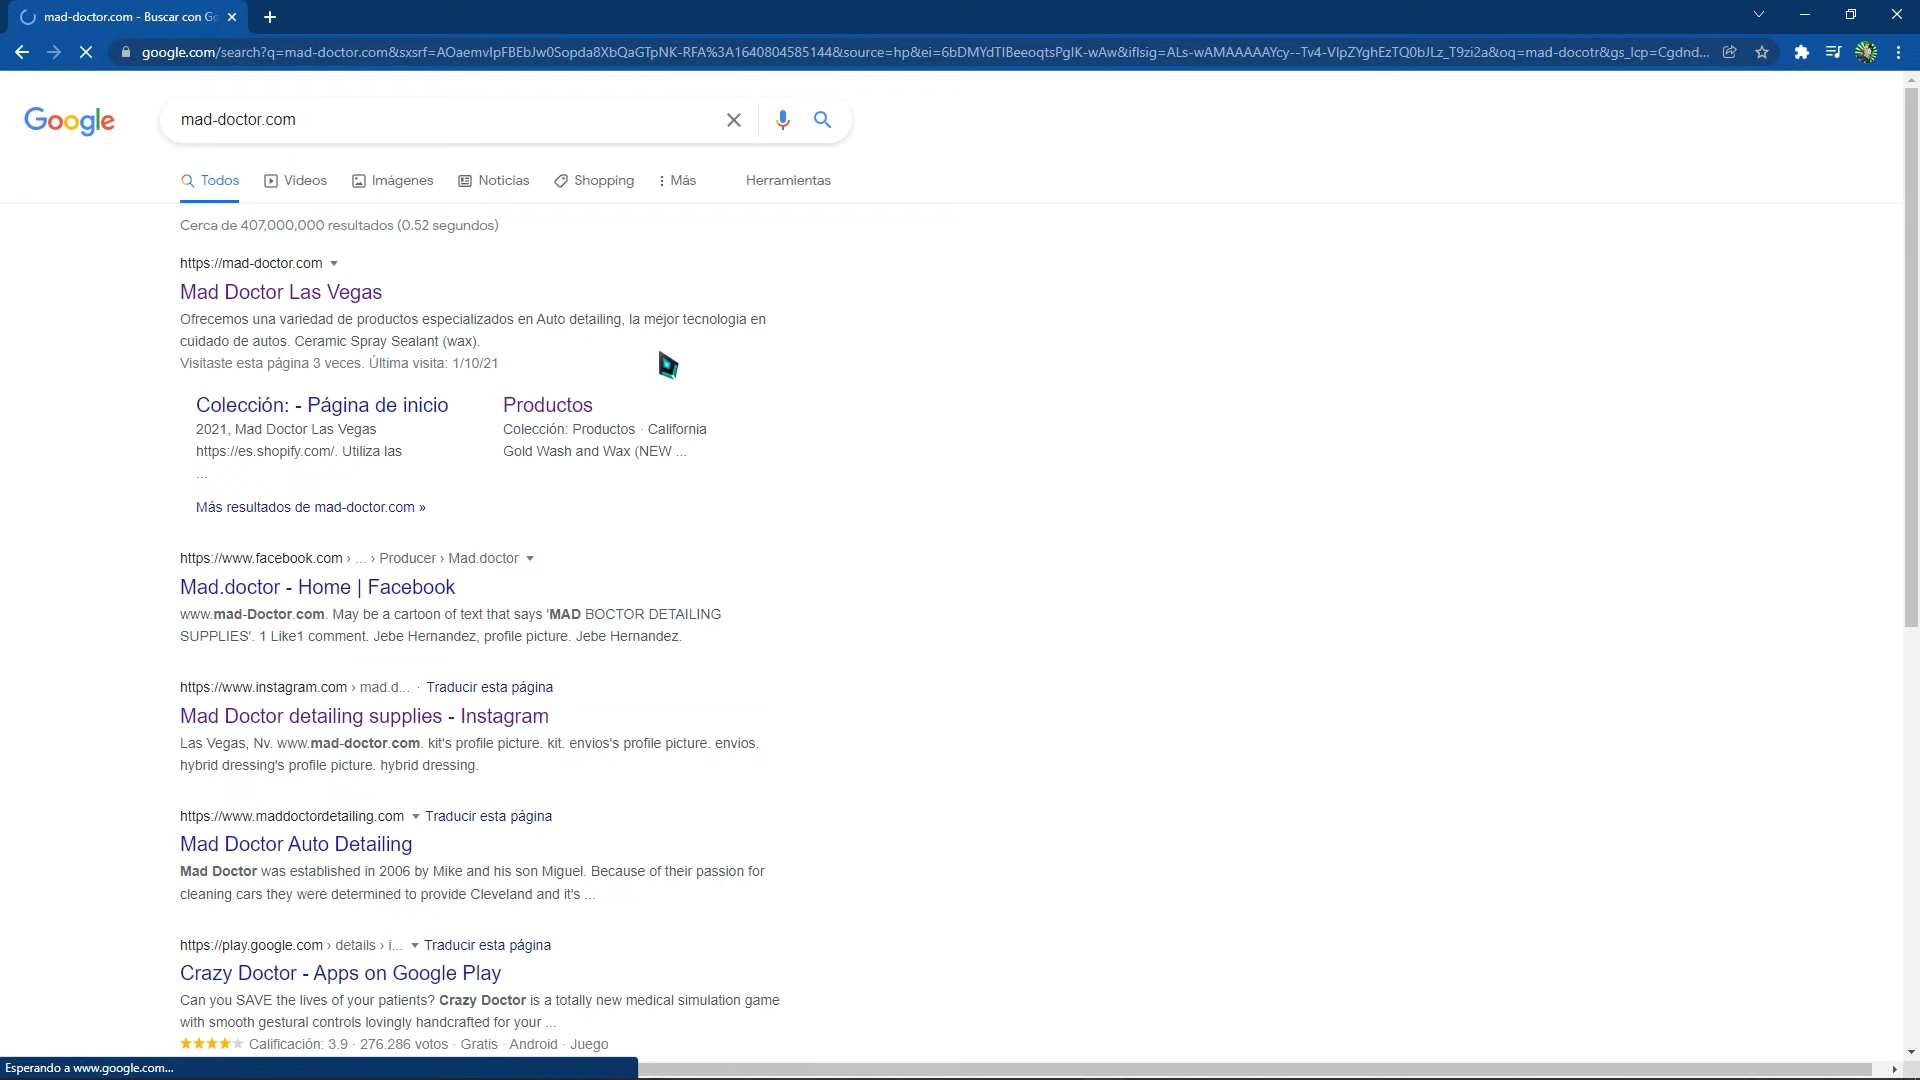 mad-doctor.com - Buscar con Go
google.com/search?q=mad-doctor.com&sxsrf=AOaemvIpFBEbJw0Sopda8XbQaGTpNK-RFA%3A1640804585144&source=hp&ei=6bDMYdTIBeeoqtsPgIK-wAw&iflsig=ALs-wAMAAAAAYcy--Tv4-VlpZYghEzTQ0bJLz_T9zi2a&oq=mad-docotr&gs_lcp=Cgdnd...
Google
mad-doctor.com
Todos Videos Imágenes Noticias Shopping Más Herramientas
Cerca de 407,000,000 resultados (0.52 segundos)
https://mad-doctor.com
Mad Doctor Las Vegas
Ofrecemos una variedad de productos especializados en Auto detailing, la mejor tecnologia en
cuidado de autos. Ceramic Spray Sealant (wax).
Visitaste esta página 3 veces. Última visita: 1/10/21
Colección: - Página de inicio
2021, Mad Doctor Las Vegas
https://es.shopify.com/. Utiliza las
...
Productos
Colección: Productos · California
Gold Wash and Wax (NEW ...
Más resultados de mad-doctor.com »
https://www.facebook.com › ... › Producer › Mad.doctor
Mad.doctor - Home | Facebook
www.mad-Doctor.com. May be a cartoon of text that says 'MAD BOCTOR DETAILING
SUPPLIES'. 1 Like1 comment. Jebe Hernandez, profile picture. Jebe Hernandez.
https://www.instagram.com › mad.d... · Traducir esta página
Mad Doctor detailing supplies - Instagram
Las Vegas, Nv. www.mad-doctor.com. kit's profile picture. kit. envios's profile picture. envios.
hybrid dressing's profile picture. hybrid dressing.
https://www.maddoctordetailing.com Traducir esta página
Mad Doctor Auto Detailing
Mad Doctor was established in 2006 by Mike and his son Miguel. Because of their passion for
cleaning cars they were determined to provide Cleveland and it's ...
https://play.google.com › details › i... Traducir esta página
Crazy Doctor - Apps on Google Play
Can you SAVE the lives of your patients? Crazy Doctor is a totally new medical simulation game
with smooth gestural controls lovingly handcrafted for your ...
Calificación: 3.9 · 276.286 votos · Gratis · Android · Juego
Esperando a www.google.com...